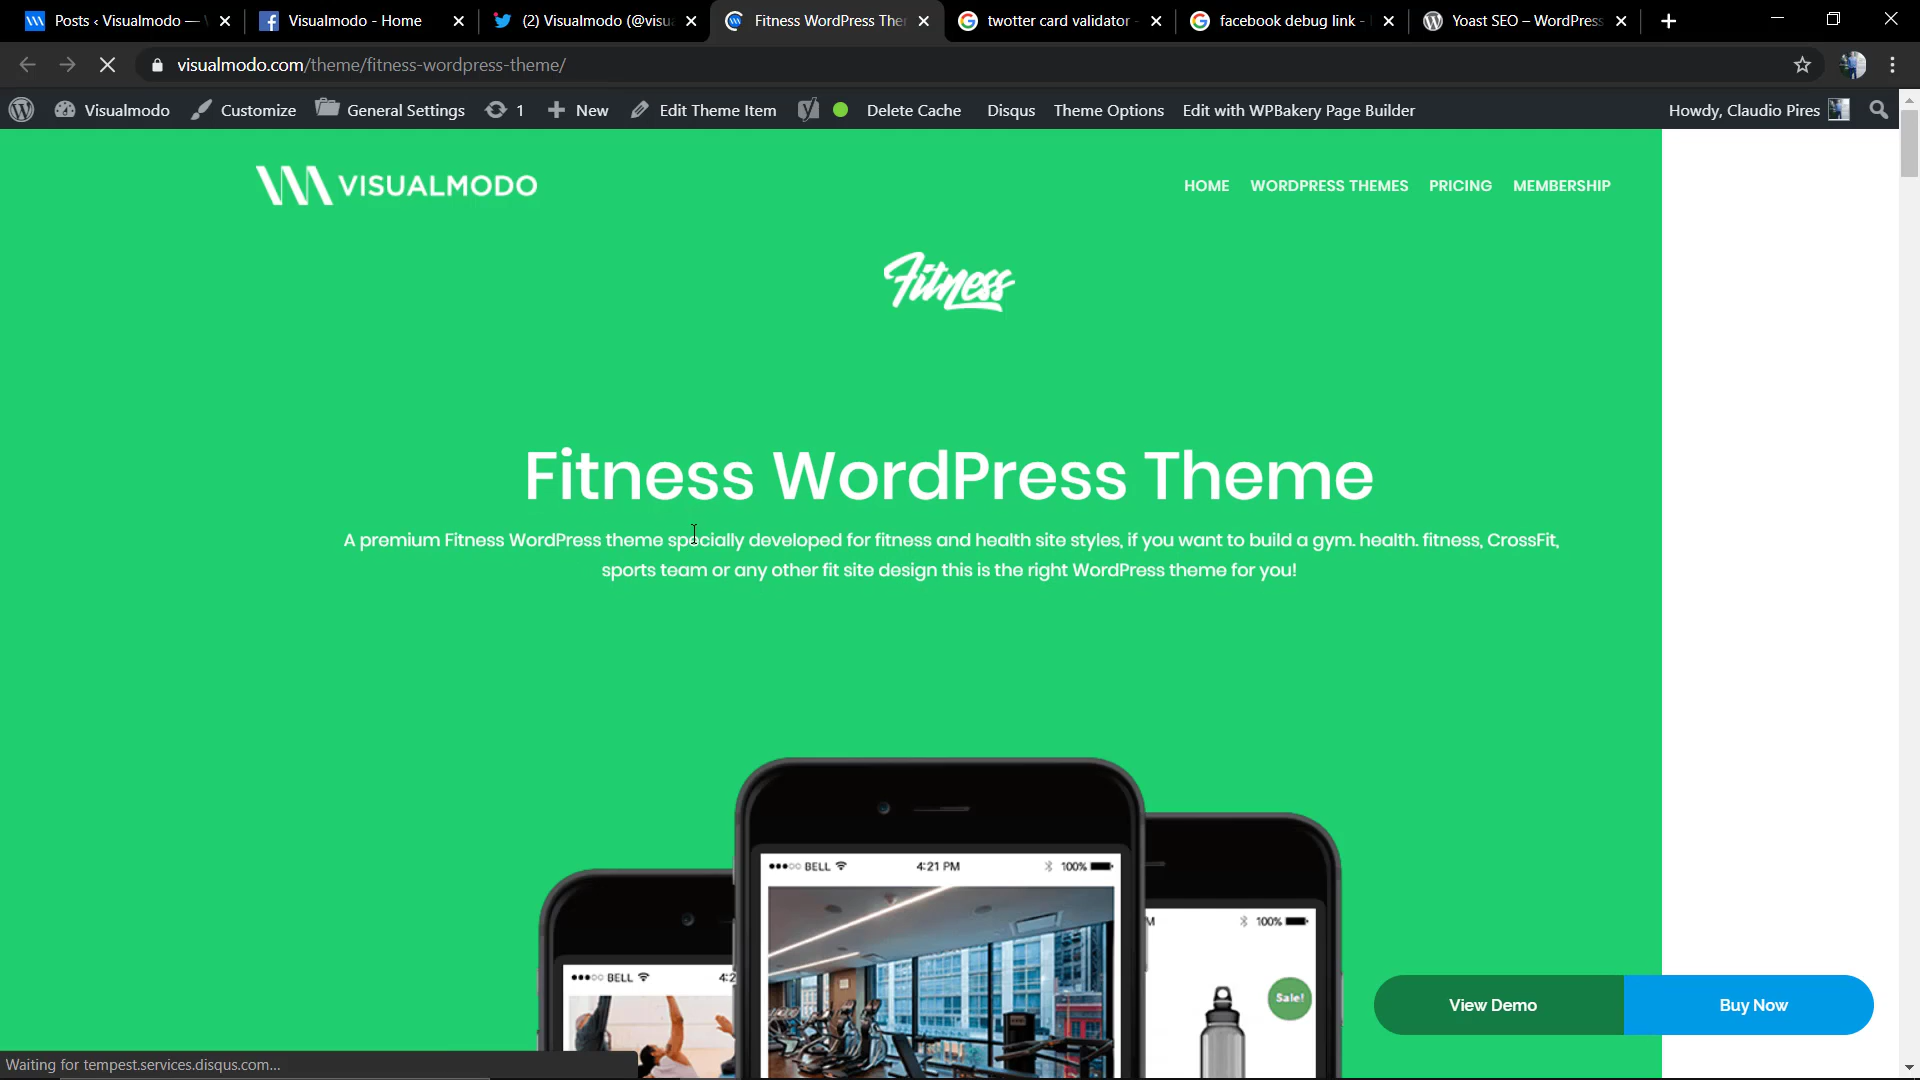 Posts ‹ Visualmodo —
Visualmodo - Home
(2) Visualmodo (@visu
Fitness WordPress The
twotter card validator -
facebook debug link -
Yoast SEO – WordPress
visualmodo.com/theme/fitness-wordpress-theme/
Visualmodo
Customize
General Settings
1
New
Edit Theme Item
Delete Cache
Disqus
Theme Options
Edit with WPBakery Page Builder
Howdy, Claudio Pires
VISUALMODO
HOME
WORDPRESS THEMES
PRICING
MEMBERSHIP
Fitness
Fitness WordPress Theme
A premium Fitness WordPress theme specially developed for fitness and health site styles, if you want to build a gym. health. fitness, CrossFit,
sports team or any other fit site design this is the right WordPress theme for you!
BELL
4:21 PM
100%
M
100%
BELL
4:2
Sale!
View Demo
Buy Now
Waiting for tempest.services.disqus.com...